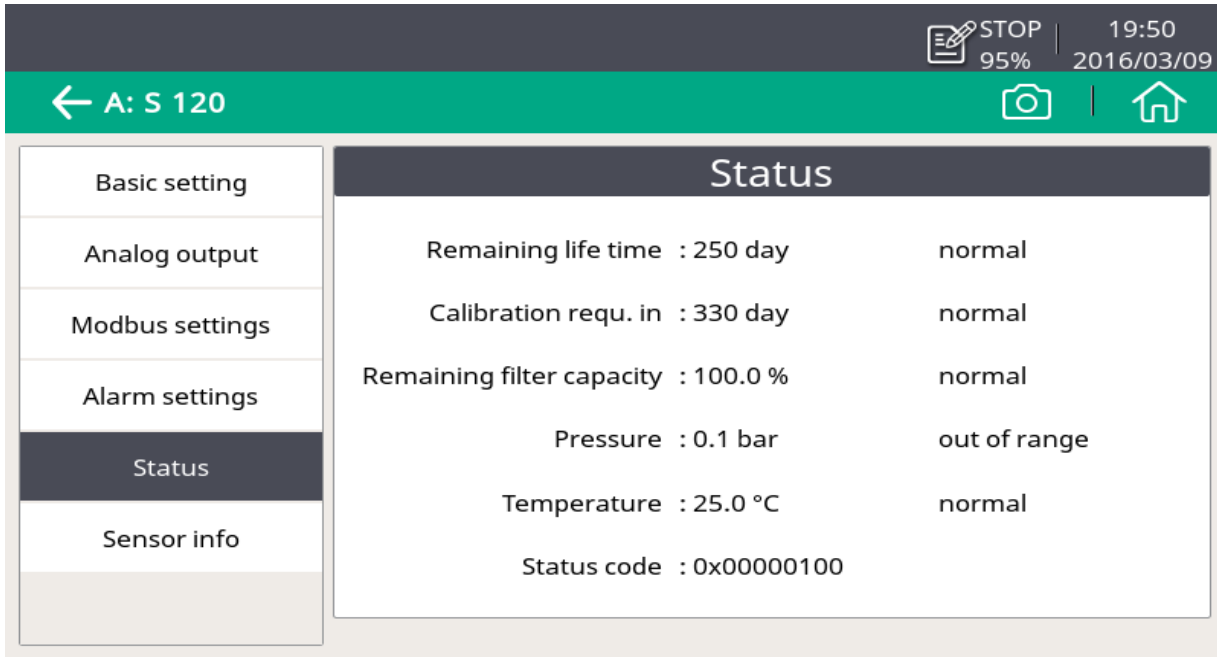 STOP 19:50
95% 2016/03/09
A: S 120
Basic setting
Analog output
Modbus settings
Alarm settings
Status
Sensor info
Status
Remaining life time : 250 day normal
Calibration requ. in : 330 day normal
Remaining filter capacity : 100.0 % normal
Pressure : 0.1 bar out of range
Temperature : 25.0 °C normal
Status code : 0x00000100